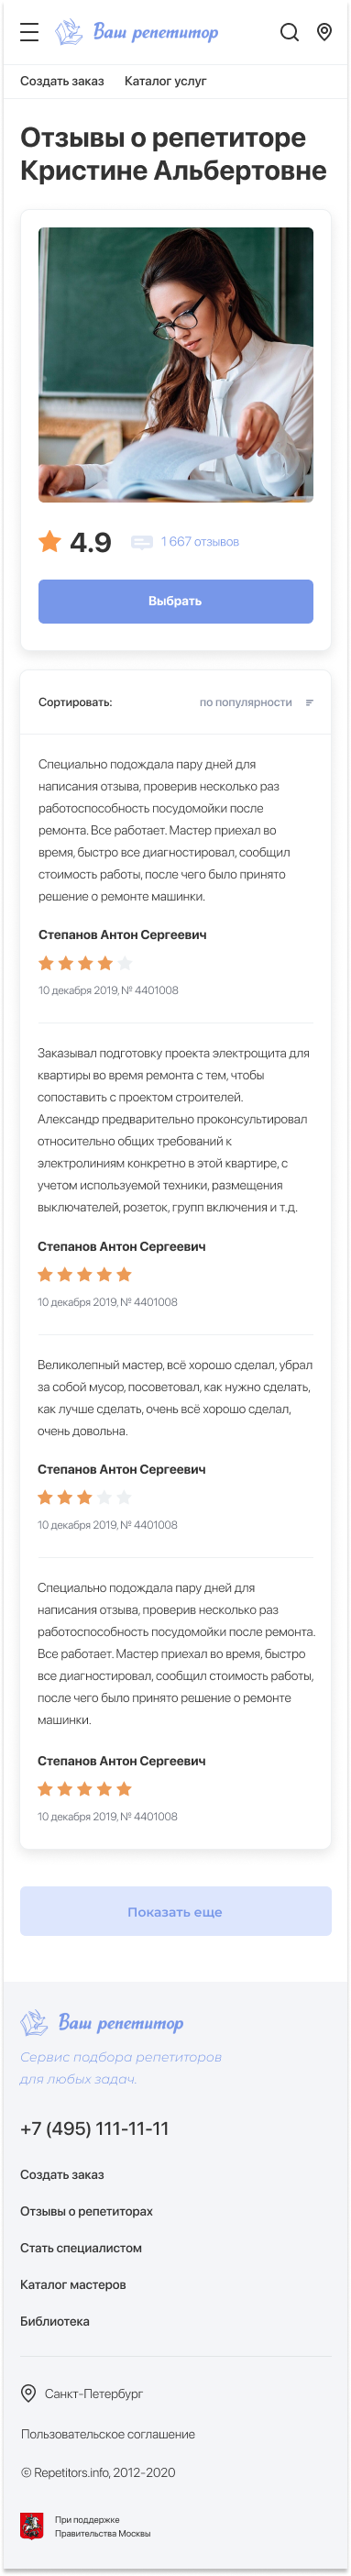 Ваш репетитор
Создать заказ Каталог услуг
Отзывы о репетиторе
Кристине Альбертовне
4.9 1 667 отзывов
Выбрать
Сортировать: по популярности
Специально подождала пару дней для
написания отзыва, проверив несколько раз
работоспособность посудомойки после
ремонта. Все работает. Мастер приехал во
время, быстро все диагностировал, сообщил
стоимость работы, после чего было принято
решение о ремонте машинки.
Степанов Антон Сергеевич
10 декабря 2019, № 4401008
Заказывал подготовку проекта электрощита для
квартиры во время ремонта с тем, чтобы
сопоставить с проектом строителей.
Александр предварительно проконсультировал
относительно общих требований к
электролиниям конкретно в этой квартире, с
учетом используемой техники, размещения
выключателей, розеток, групп включения и т.д.
Степанов Антон Сергеевич
10 декабря 2019, № 4401008
Великолепный мастер, всё хорошо сделал, убрал
за собой мусор, посоветовал, как нужно сделать,
как лучше сделать, очень всё хорошо сделал,
очень довольна.
Степанов Антон Сергеевич
10 декабря 2019, № 4401008
Специально подождала пару дней для
написания отзыва, проверив несколько раз
работоспособность посудомойки после ремонта.
Все работает. Мастер приехал во время, быстро
все диагностировал, сообщил стоимость работы,
после чего было принято решение о ремонте
машинки.
Степанов Антон Сергеевич
10 декабря 2019, № 4401008
Показать еще
Ваш репетитор
Сервис подбора репетиторов
для любых задач.
+7 (495) 111-11-11
Создать заказ
Отзывы о репетиторах
Стать специалистом
Каталог мастеров
Библиотека
Санкт-Петербург
Пользовательское соглашение
© Repetitors.info, 2012-2020
При поддержке
Правительства Москвы